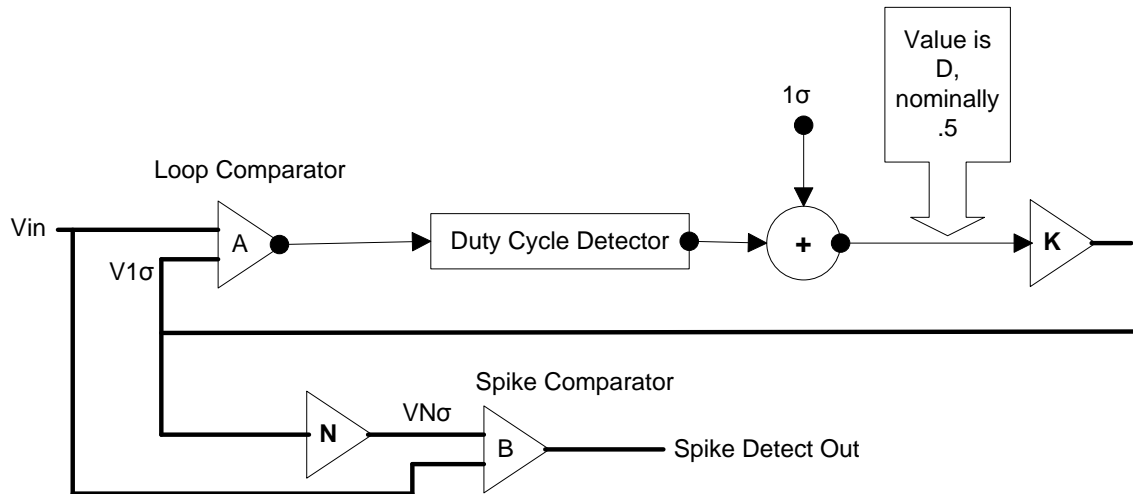 Value is
D,
nominally
.5
1σ
Loop Comparator
Vin
A
Duty Cycle Detector
+
K
V1σ
Spike Comparator
N
VNσ
B
Spike Detect Out